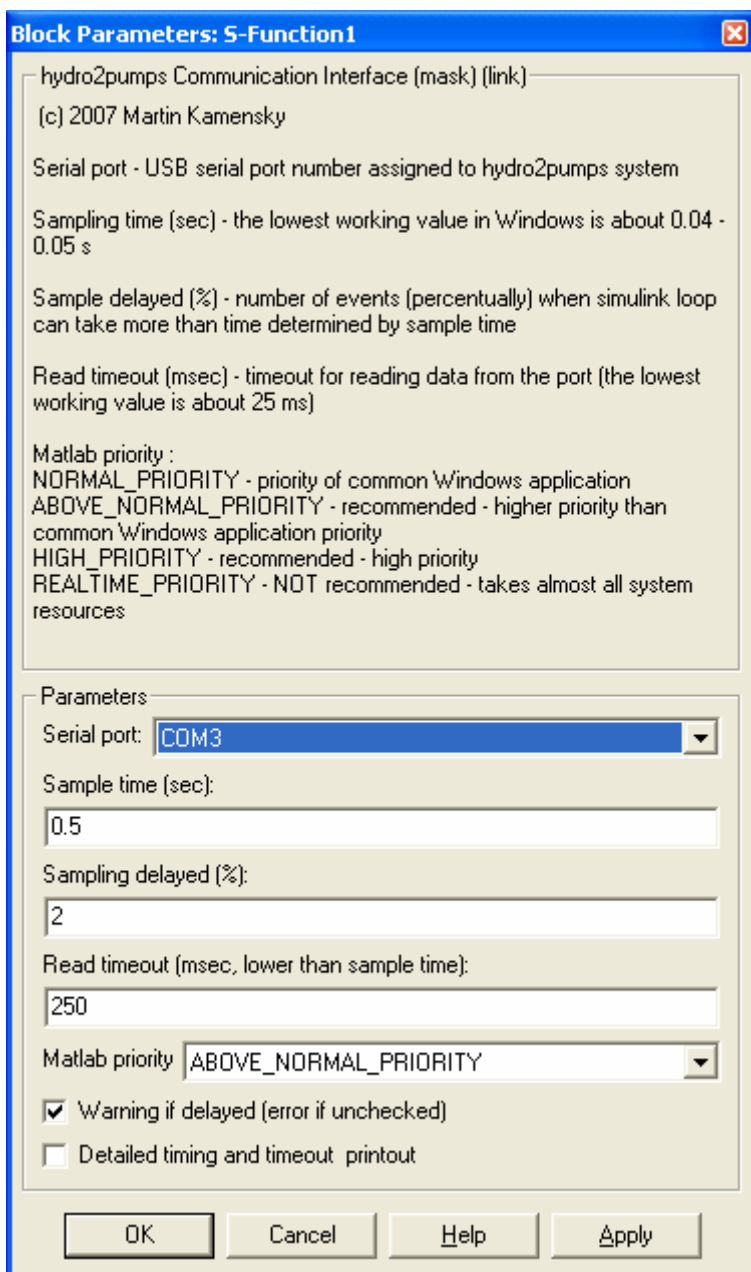 Block Parameters: S-Function1
hydro2pumps Communication Interface (mask) (link)
(c) 2007 Martin Kamensky
Serial port - USB serial port number assigned to hydro2pumps system
Sampling time (sec) - the lowest working value in Windows is about 0.04 -
0.05 s
Sample delayed (%) - number of events (percentually) when simulink loop
can take more than time determined by sample time
Read timeout (msec) - timeout for reading data from the port (the lowest
working value is about 25 ms)
Matlab priority :
NORMAL_PRIORITY - priority of common Windows application
ABOVE_NORMAL_PRIORITY - recommended - higher priority than
common Windows application priority
HIGH_PRIORITY - recommended - high priority
REALTIME_PRIORITY - NOT recommended - takes almost all system
resources
Parameters
Serial port: COM3
Sample time (sec):
0.5
Sampling delayed (%):
2
Read timeout (msec, lower than sample time):
250
Matlab priority ABOVE_NORMAL_PRIORITY
Warning if delayed (error if unchecked)
Detailed timing and timeout printout
OK Cancel Help Apply